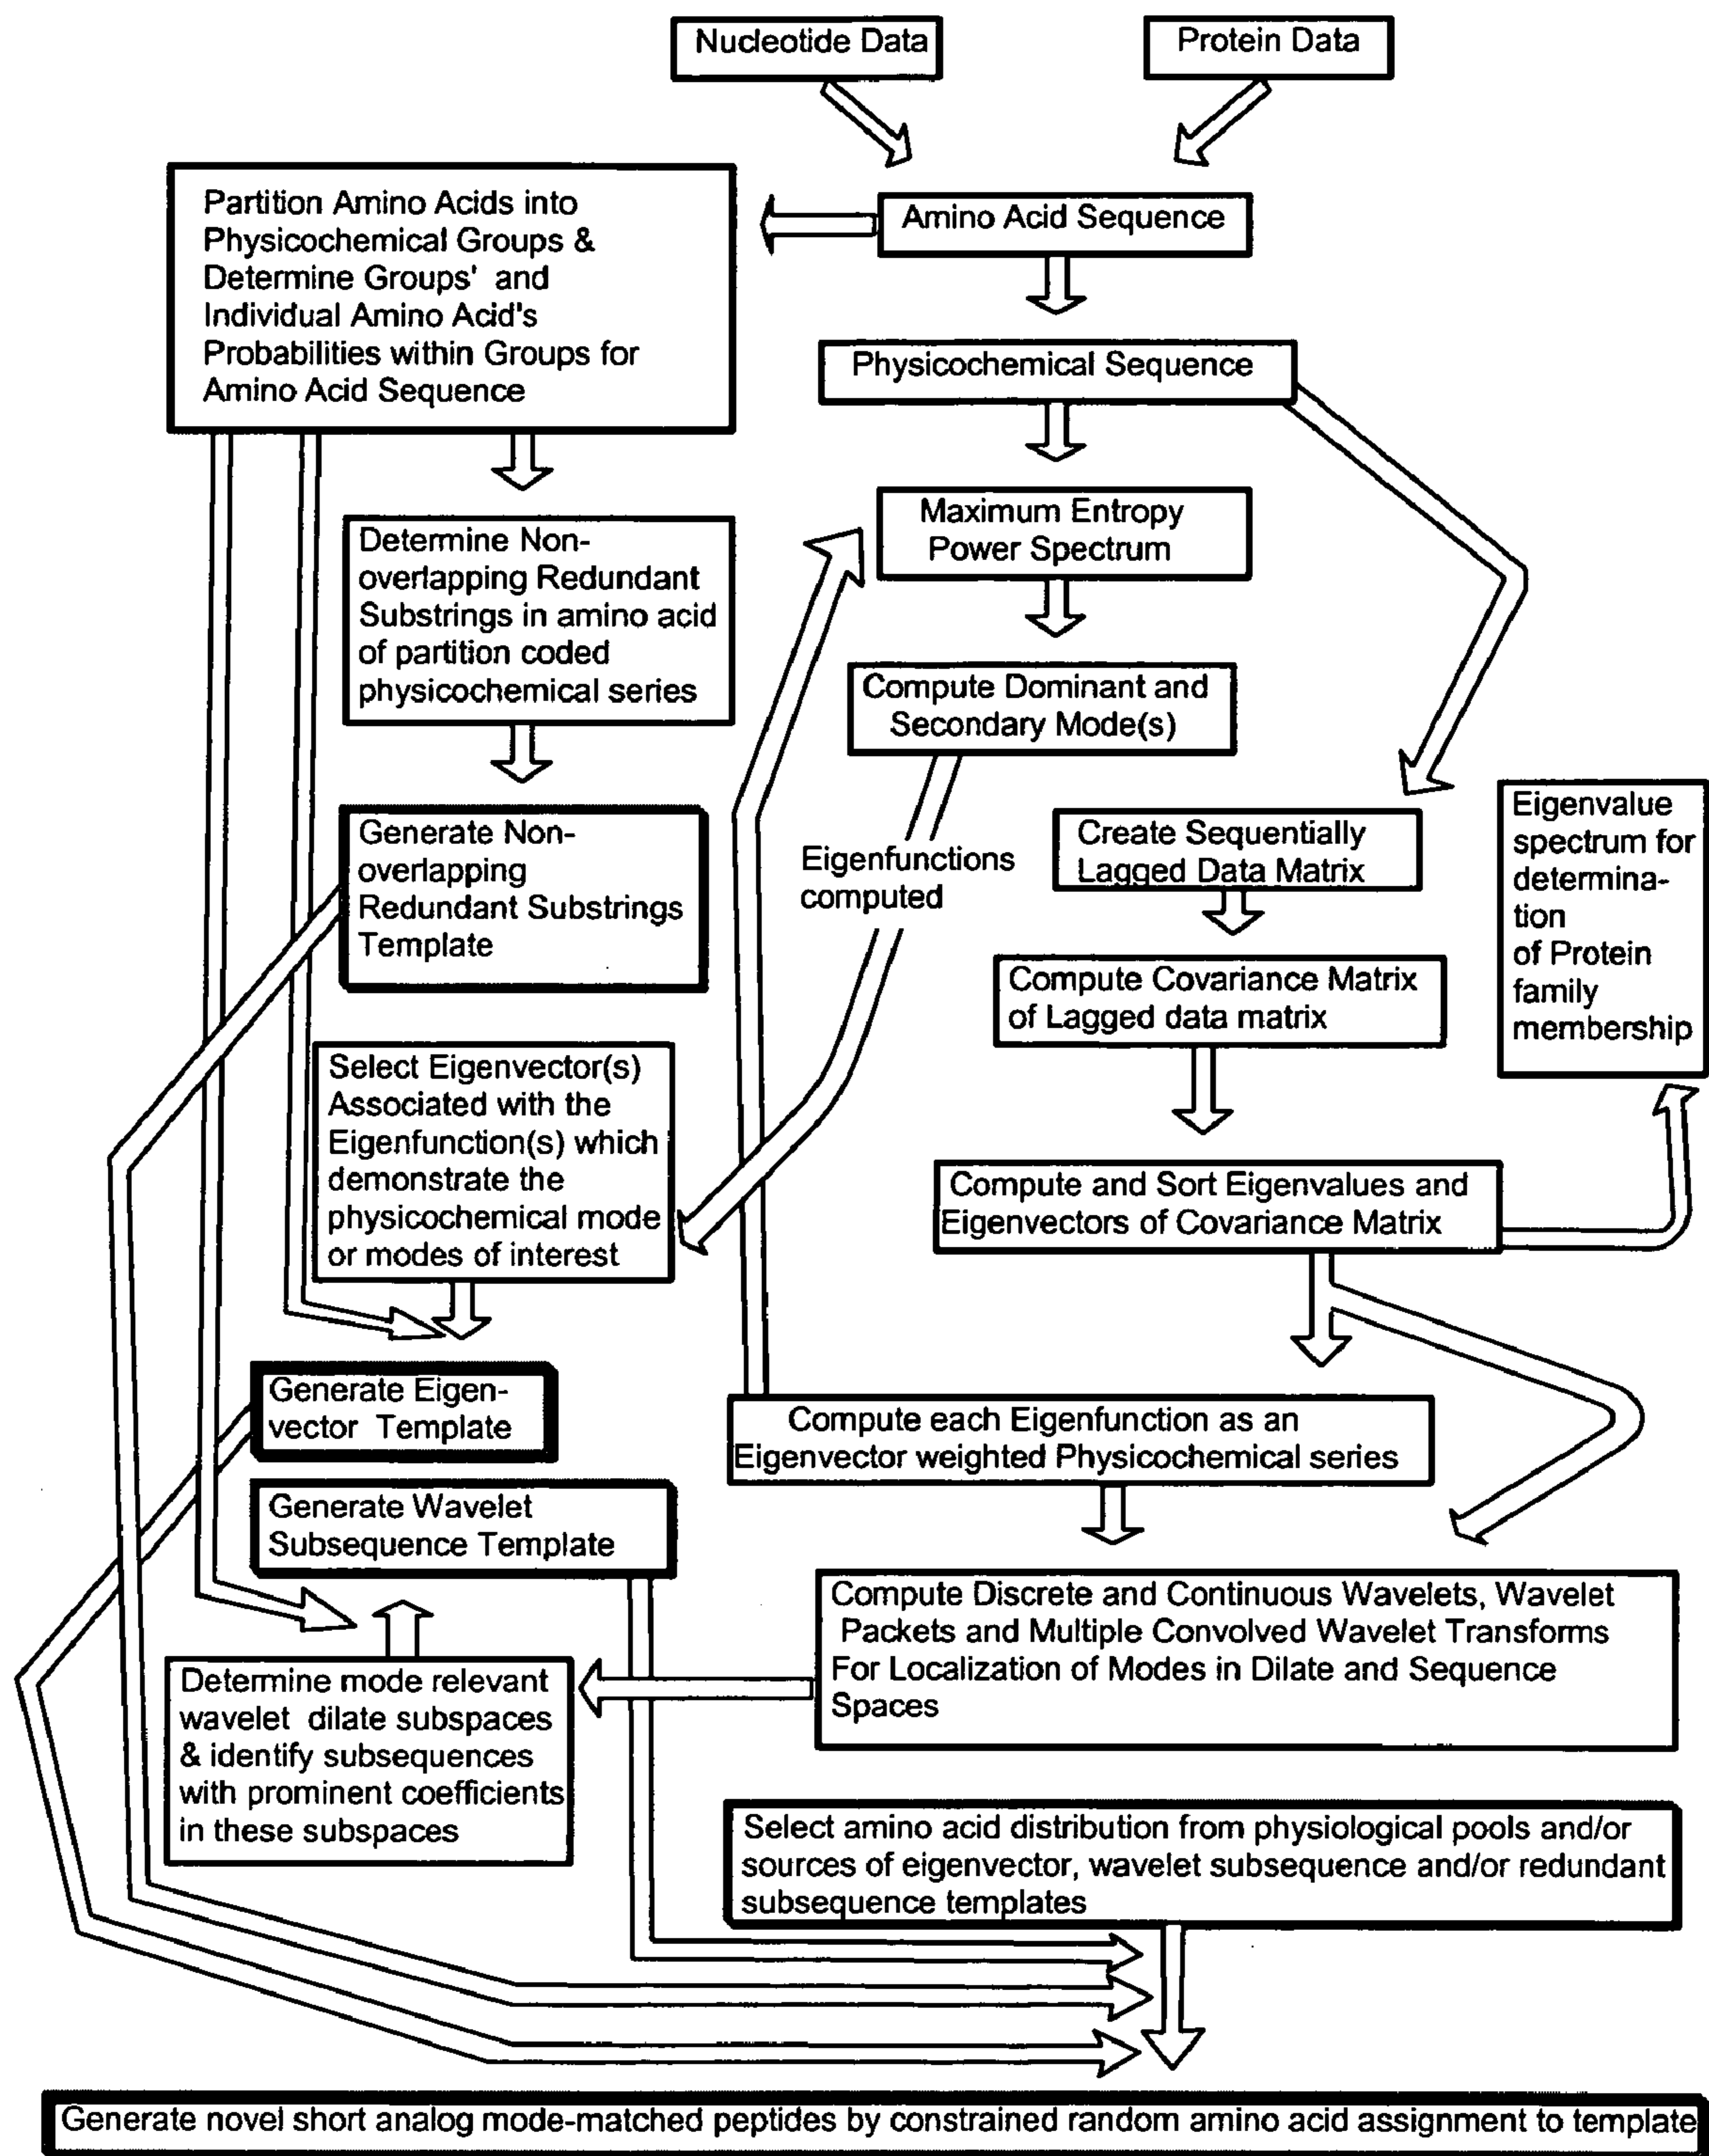 Nucleotide Data
Protein Data
Partition Amino Acids into
Physicochemical Groups &
Determine Groups' and
Individual Amino Acid's
Probabilities within Groups for
Amino Acid Sequence
Amino Acid Sequence
Physicochemical Sequence
Maximum Entropy
Power Spectrum
Determine Non-
overlapping Redundant
Substrings in amino acid
of partition coded
physicochemical series
Compute Dominant and
Secondary Mode(s)
Generate Non-
overlapping
Redundant Substrings
Template
Eigenfunctions
computed
Create Sequentially
Lagged Data Matrix
Eigenvalue
spectrum for
determina-
tion
of Protein
family
membership
Compute Covariance Matrix
of Lagged data matrix
Select Eigenvector(s)
Associated with the
Eigenfunction(s) which
demonstrate the
physicochemical mode
or modes of interest
Compute and Sort Eigenvalues and
Eigenvectors of Covariance Matrix
Generate Eigen-
vector Template
Compute each Eigenfunction as an
Eigenvector weighted Physicochemical series
Generate Wavelet
Subsequence Template
Compute Discrete and Continuous Wavelets, Wavelet
Packets and Multiple Convolved Wavelet Transforms
For Localization of Modes in Dilate and Sequence
Spaces
Determine mode relevant
wavelet dilate subspaces
& identify subsequences
with prominent coefficients
in these subspaces
Select amino acid distribution from physiological pools and/or
sources of eigenvector, wavelet subsequence and/or redundant
subsequence templates
Generate novel short analog mode-matched peptides by constrained random amino acid assignment to template